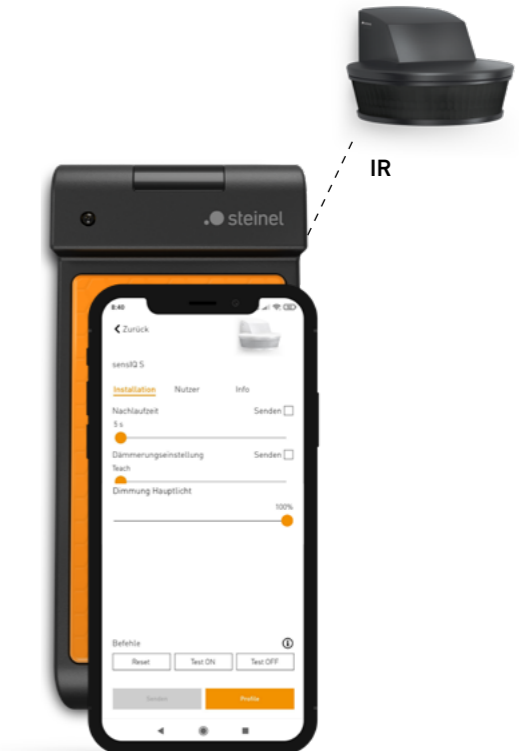 IR
steinel
8:40
Zurück
sensIQ S
Installation Nutzer Info
Nachlaufzeit Senden
5 s
Dämmerungseinstellung Senden
Teach
Dimmung Hauptlicht
100%
Befehle
Reset Test ON Test OFF
Senden Profile